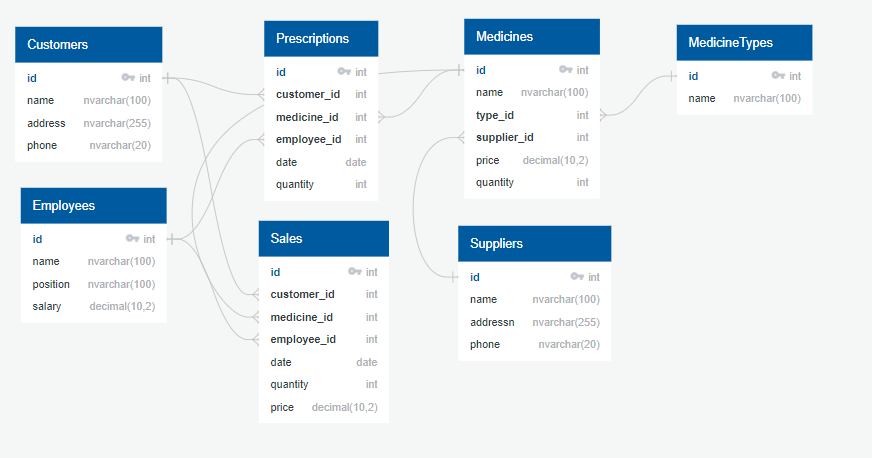 Customers
id int
name nvarchar(100)
address nvarchar(255)
phone nvarchar(20)
Employees
id int
name nvarchar(100)
position nvarchar(100)
salary decimal(10,2)
Prescriptions
id int
customer_id int
medicine_id int
employee_id int
date date
quantity int
Sales
id int
customer_id int
medicine_id int
employee_id int
date date
quantity int
price decimal(10,2)
Medicines
id int
name nvarchar(100)
type_id int
supplier_id int
price decimal(10,2)
quantity int
Suppliers
id int
name nvarchar(100)
addressn nvarchar(255)
phone nvarchar(20)
MedicineTypes
id int
name nvarchar(100)